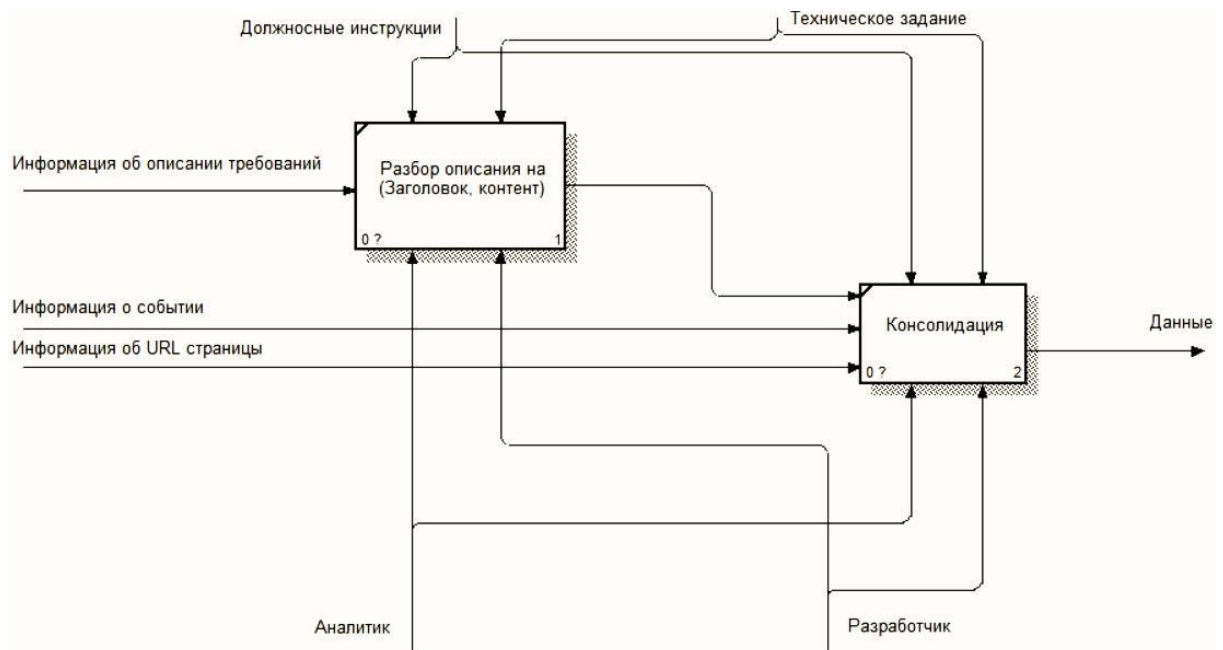 Должносные инструкции
Техническое задание
Информация об описании требований
Разбор описания на
(Заголовок, контент)
0 ?
1
Информация о событии
Информация об URL страницы
Консолидация
0 ?
2
Данные
Аналитик
Разработчик